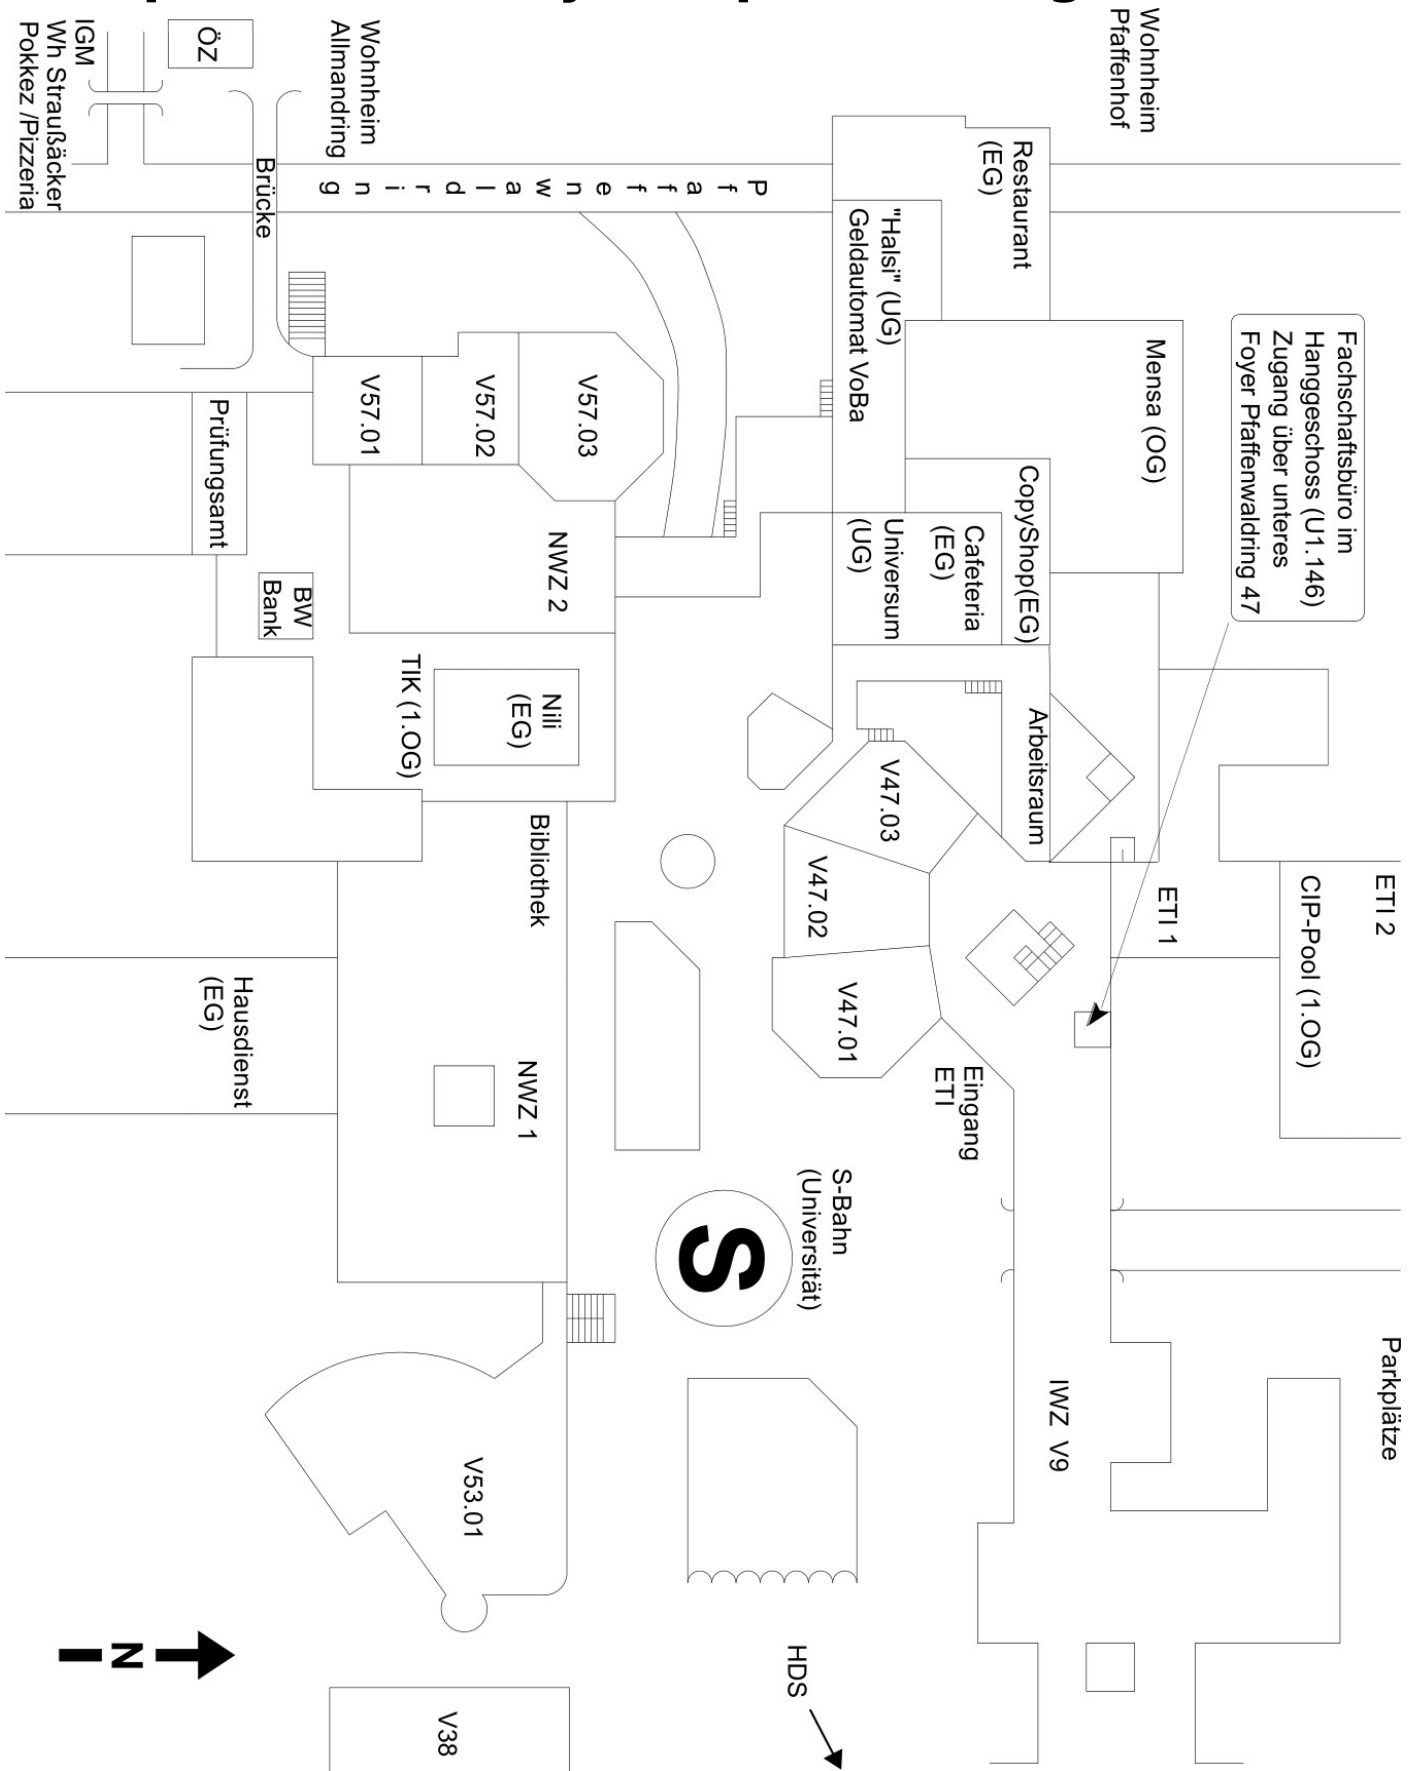 Parkplätze
ETI 2
Fachschaftsbüro im
Hanggeschoss (U1.146)
Zugang über unteres
Foyer Pfaffenwaldring 47
CIP-Pool (1.OG)
ETI 1
Wohnheim
Pfaffenhof
Mensa (OG)
IWZ V9
Arbeitsraum
CopyShop(EG)
Restaurant
(EG)
Cafeteria
(EG)
Eingang
ETI
"Halsi" (UG)
Geldautomat VoBa
Universum
(UG)
V47.03
V47.02
V47.01
S-Bahn
(Universität)
HDS
S
Pfaffenwaldring
V57.03
V57.02
V57.01
NWZ 2
Nili
(EG)
TIK (1.OG)
Bibliothek
NWZ 1
V53.01
V38
Wohnheim
Allmandring
BW
Bank
Brücke
Prüfungsamt
Hausdienst
(EG)
ÖZ
N
IGM
Wh Straußäcker
Pokkez /Pizzeria